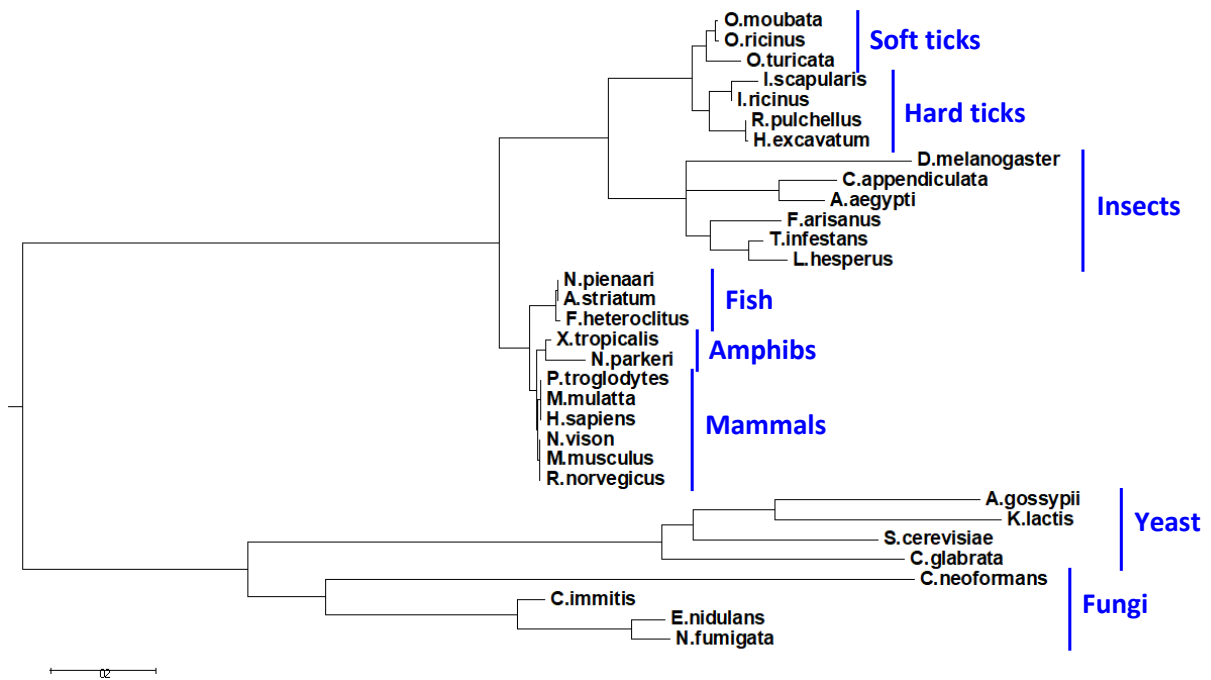 O.moubata
O.ricinus
O.turicata
Soft ticks
I.scapularis
I.ricinus
R.pulchellus
H.excavatum
Hard ticks
D.melanogaster
C.appendiculata
A.aegypti
F.arisanus
T.infestans
L.hesperus
Insects
N.pienaari
A.striatum
F.heteroclitus
Fish
X.tropicalis
N.parkeri
Amphibs
P.troglodytes
M.mulatta
H.sapiens
N.vison
M.musculus
R.norvegicus
Mammals
A.gossypii
K.lactis
S.cerevisiae
C.glabrata
Yeast
C.neoformans
C.immitis
E.nidulans
N.fumigata
Fungi
0.2